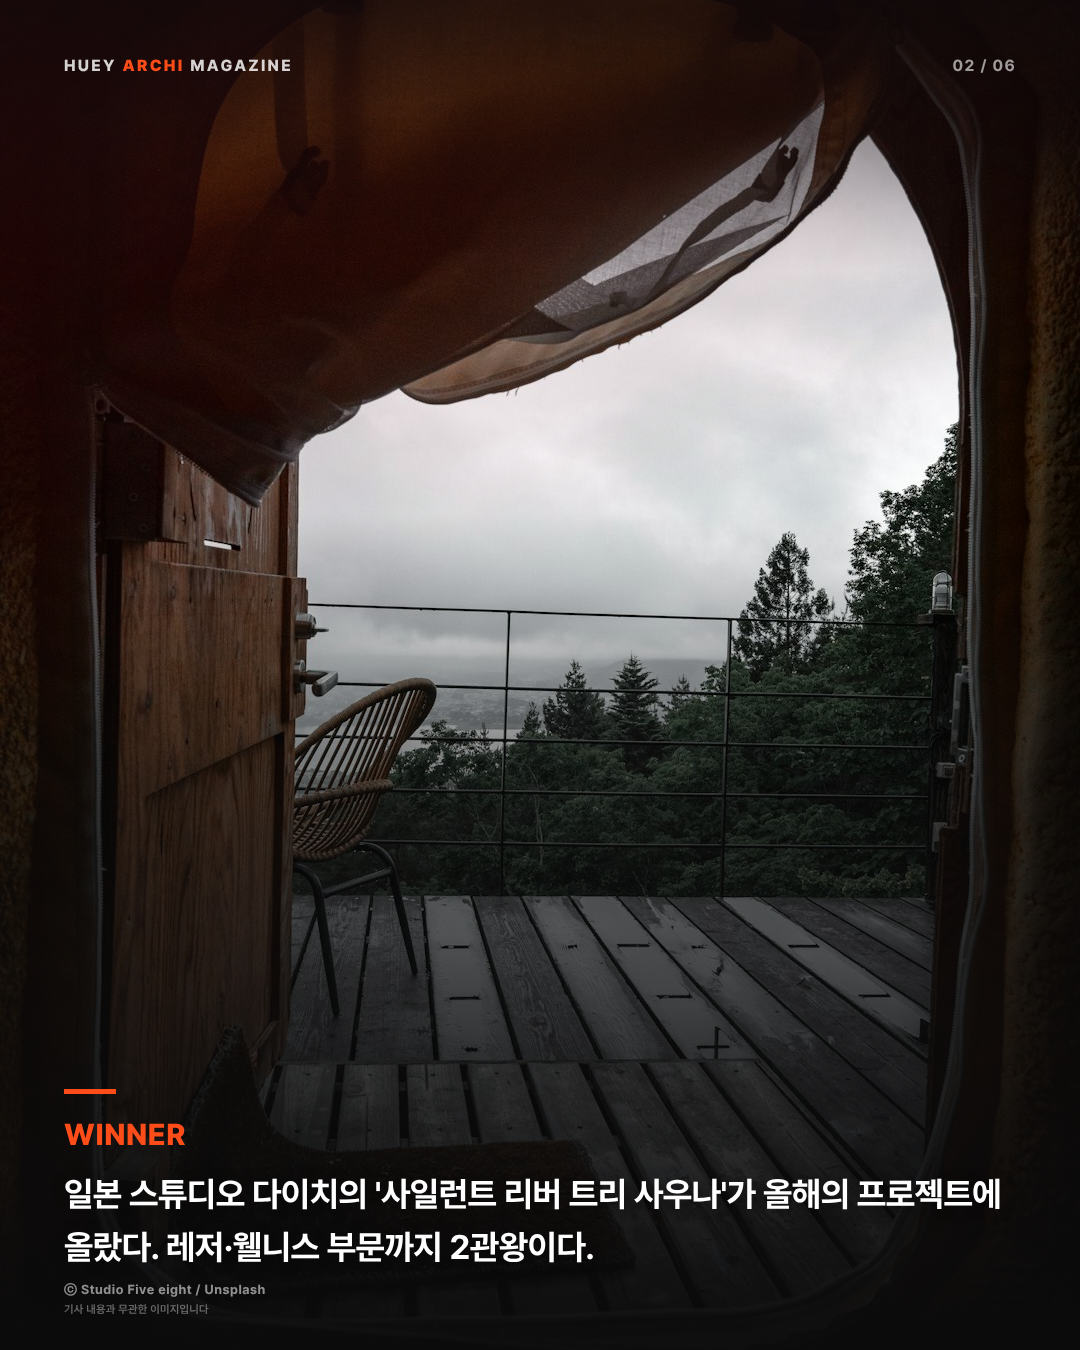 HUEY ARCHI MAGAZINE
02 / 06
WINNER
일본 스튜디오 다이치의 '사일런트 리버 트리 사우나'가 올해의 프로젝트에
올랐다. 레저·웰니스 부문까지 2관왕이다.
ⓒ Studio Five eight / Unsplash
기사 내용과 무관한 이미지입니다